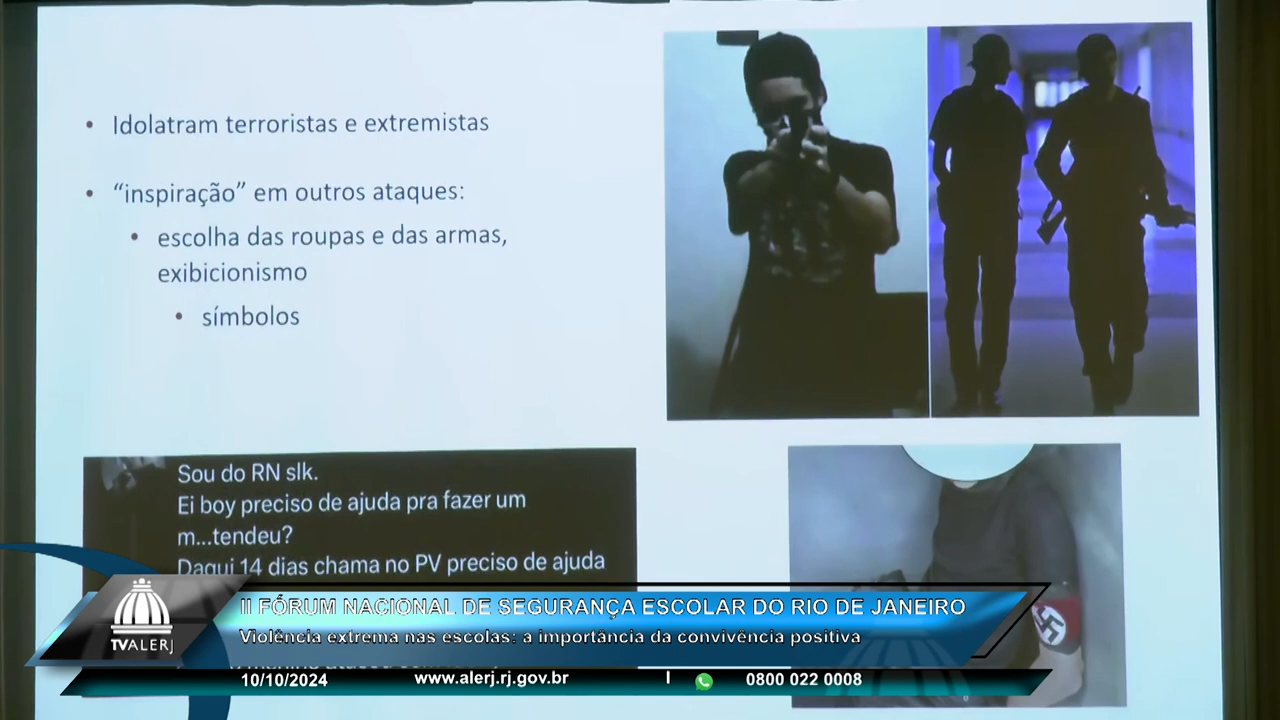 Idolatram terroristas e extremistas
“inspiração” em outros ataques:
escolha das roupas e das armas,
exibicionismo
símbolos
Sou do RN slk.
Ei boy preciso de ajuda pra fazer um
m...tendeu?
Daqui 14 dias chama no PV preciso de ajuda
II FÓRUM NACIONAL DE SEGURANÇA ESCOLAR DO RIO DE JANEIRO
Violência extrema nas escolas: a importância da convivência positiva
TVALERJ
10/10/2024 www.alerj.rj.gov.br | 0800 022 0008